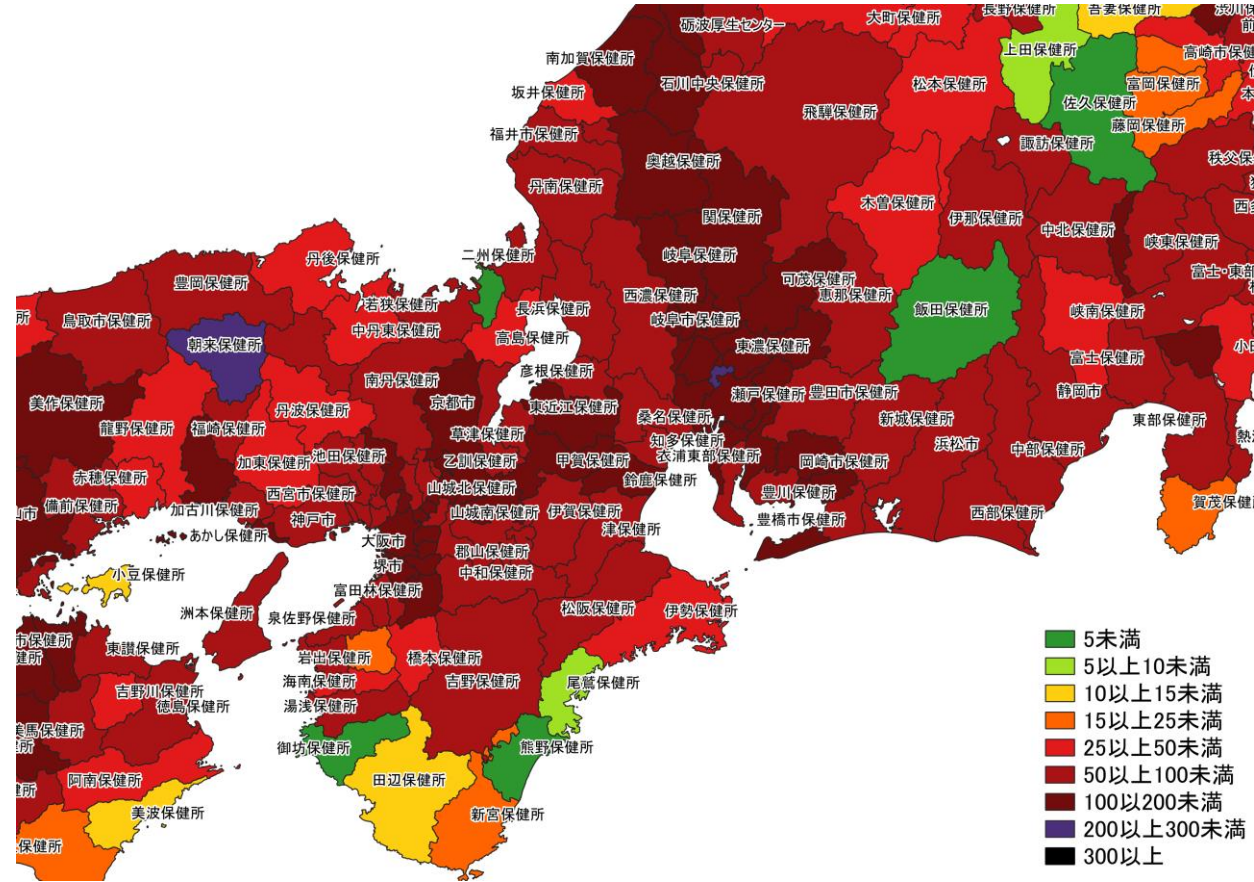 砺波厚生センター
大町保健所
長野保健所
吾妻保健所
渋川保
前
南加賀保健所
石川中央保健所
上田保健所
高崎市保健
坂井保健所
飛騨保健所
松本保健所
佐久保健所
富岡保健所
藤岡保健所
福井市保健所
諏訪保健所
秩父保
奥越保健所
丹南保健所
関保健所
木曽保健所
伊那保健所
中北保健所
西多
峡東保健所
二州保健所
丹後保健所
岐阜保健所
可茂保健所
富士・東部
豊岡保健所
若狭保健所
長浜保健所
西濃保健所
恵那保健所
飯田保健所
峡南保健所
所
鳥取市保健所
中丹東保健所
高島保健所
岐阜市保健所
朝来保健所
東濃保健所
小田
富士保健所
南丹保健所
彦根保健所
美作保健所
丹波保健所
京都市
東近江保健所
瀬戸保健所
豊田市保健所
静岡市
龍野保健所
福崎保健所
草津保健所
桑名保健所
新城保健所
東部保健所
熱海
加東保健所
池田保健所
乙訓保健所
甲賀保健所
知多保健所
衣浦東部保健所
浜松市
中部保健所
赤穂保健所
西宮市保健所
山城北保健所
鈴鹿保健所
岡崎市保健所
備前保健所
加古川保健所
神戸市
山城南保健所
伊賀保健所
豊川保健所
賀茂保健所
山市
あかし保健所
大阪市
津保健所
豊橋市保健所
西部保健所
郡山保健所
小豆保健所
堺市
中和保健所
富田林保健所
洲本保健所
泉佐野保健所
松阪保健所
伊勢保健所
市保健所
健所
東讃保健所
岩出保健所
橋本保健所
吉野川保健所
徳島保健所
海南保健所
吉野保健所
尾鷲保健所
湯浅保健所
美馬保健所
御坊保健所
熊野保健所
阿南保健所
田辺保健所
健所
美波保健所
新宮保健所
保健所
5未満
5以上10未満
10以上15未満
15以上25未満
25以上50未満
50以上100未満
100以200未満
200以上300未満
300以上